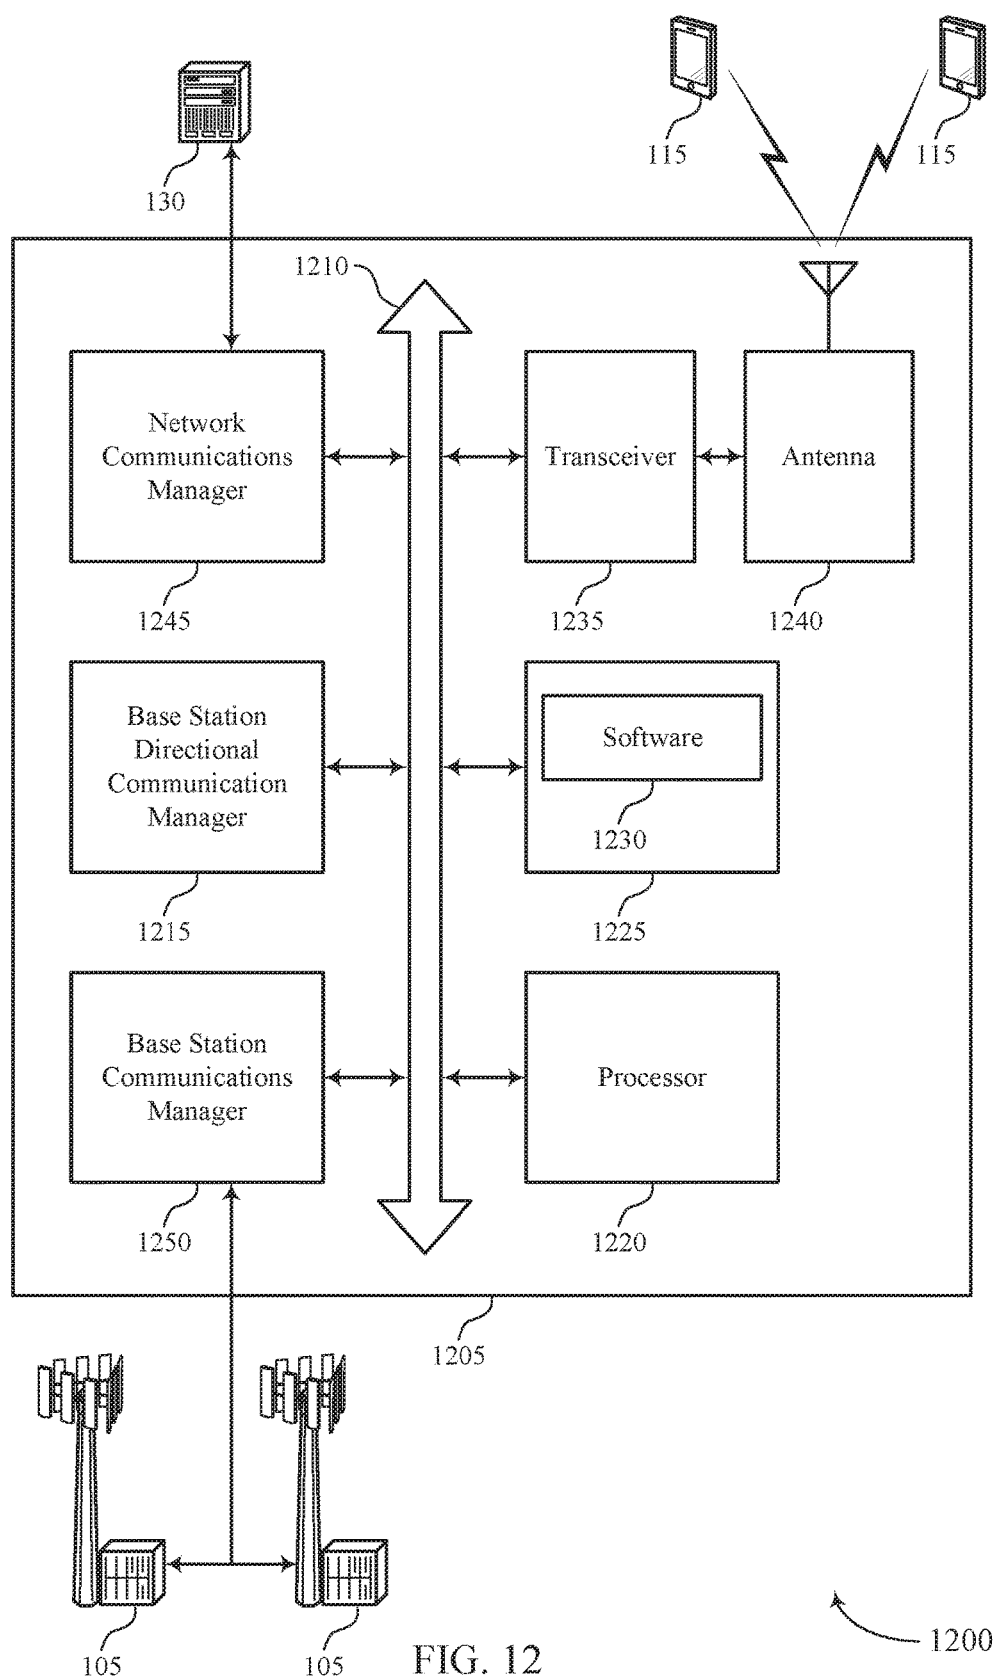 130
115
115
1210
Network
Communications
Manager
Transceiver
Antenna
1245
1235
1240
Base Station
Directional
Communication
Manager
Software
1230
1215
1225
Base Station
Communications
Manager
Processor
1250
1220
1205
105
105
FIG. 12
1200